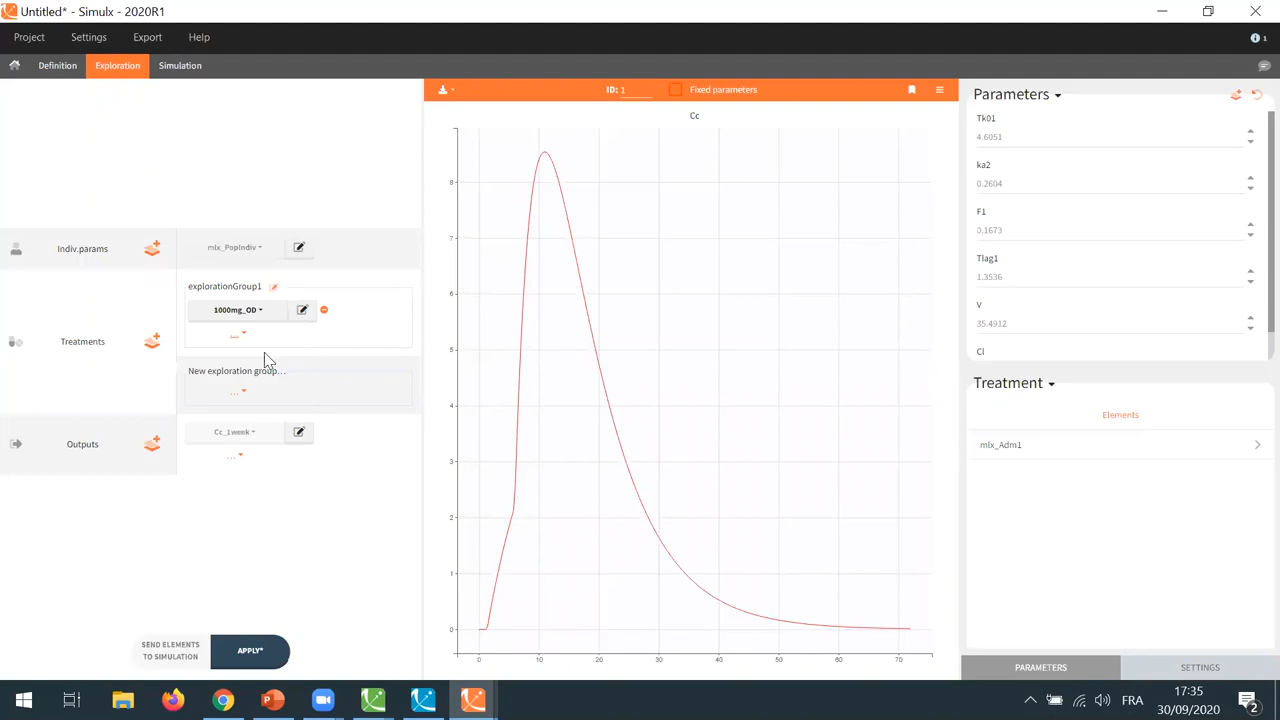 Untitled* - Simulx - 2020R1
Project Settings Export Help
1
Definition Exploration Simulation
ID: 1 Fixed parameters
Cc
8
7
6
5
4
3
2
1
0
0 10 20 30 40 50 60 70
Indiv.params mlx_PopIndiv
Treatments
explorationGroup1
1000mg_OD
...
New exploration group...
...
Outputs Cc_1week
...
SEND ELEMENTS
TO SIMULATION
APPLY*
Parameters
Tk01
4.6051
ka2
0.2604
F1
0.1673
Tlag1
1.3536
V
35.4912
Cl
Treatment
Elements
mlx_Adm1
PARAMETERS SETTINGS
FRA
17:35
30/09/2020
2